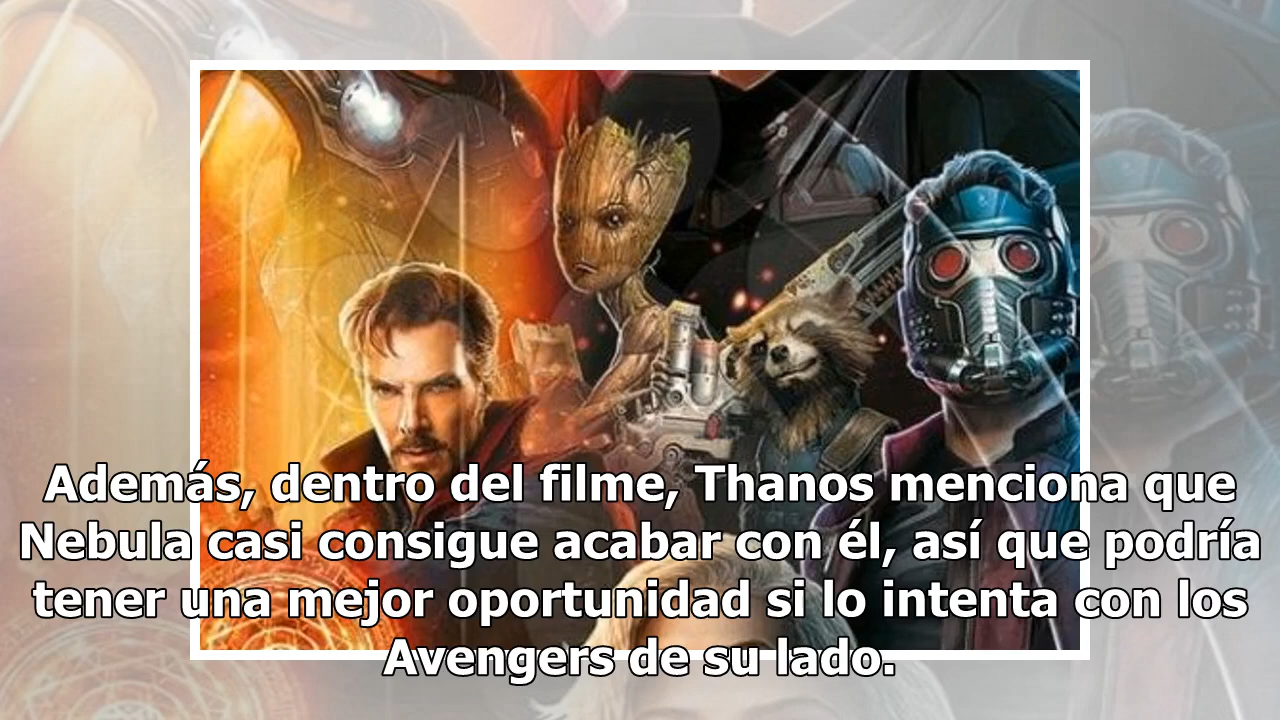 Además, dentro del filme, Thanos menciona que
Nebula casi consigue acabar con él, así que podría
tener una mejor oportunidad si lo intenta con los
Avengers de su lado.